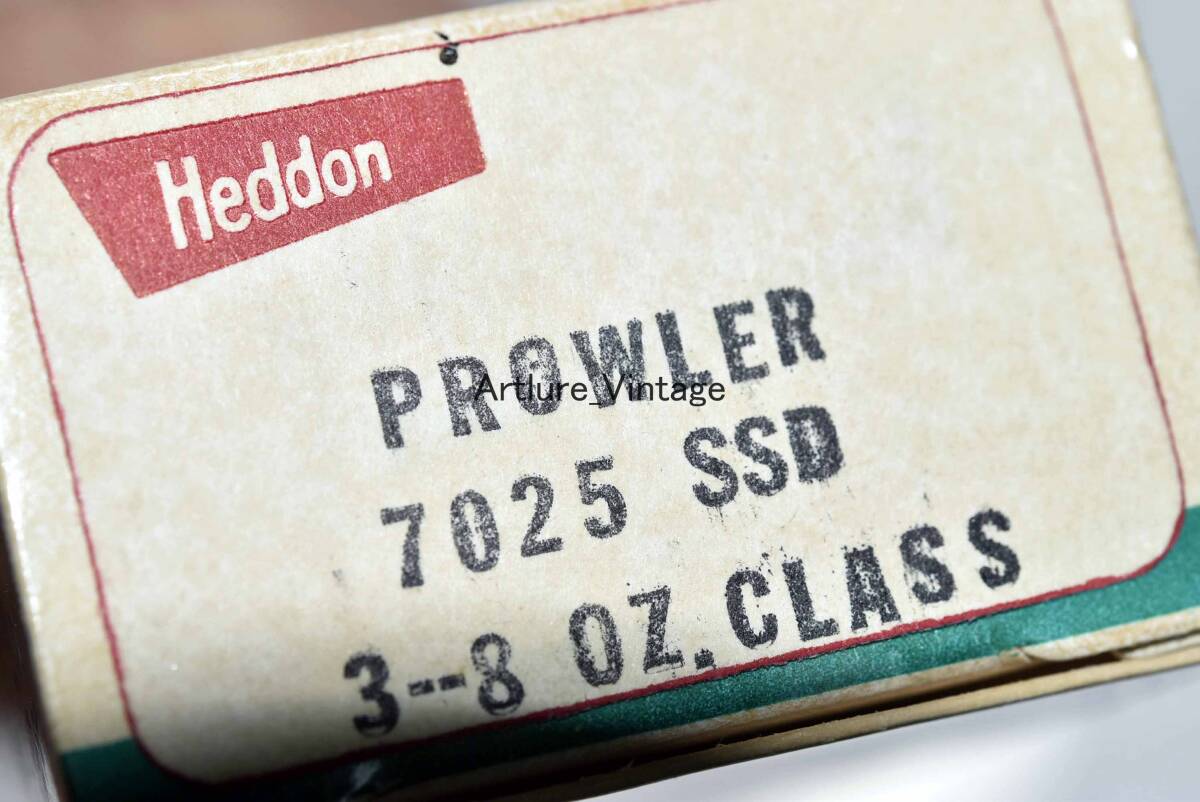 Heddon
PROWLER
Artlure_Vintage
7025 SSD
3--8 OZ. CLASS